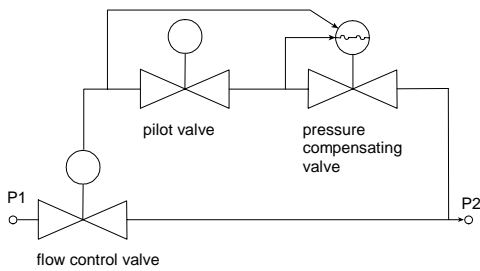 pilot valve
pressure
compensating
valve
P1
P2
flow control valve